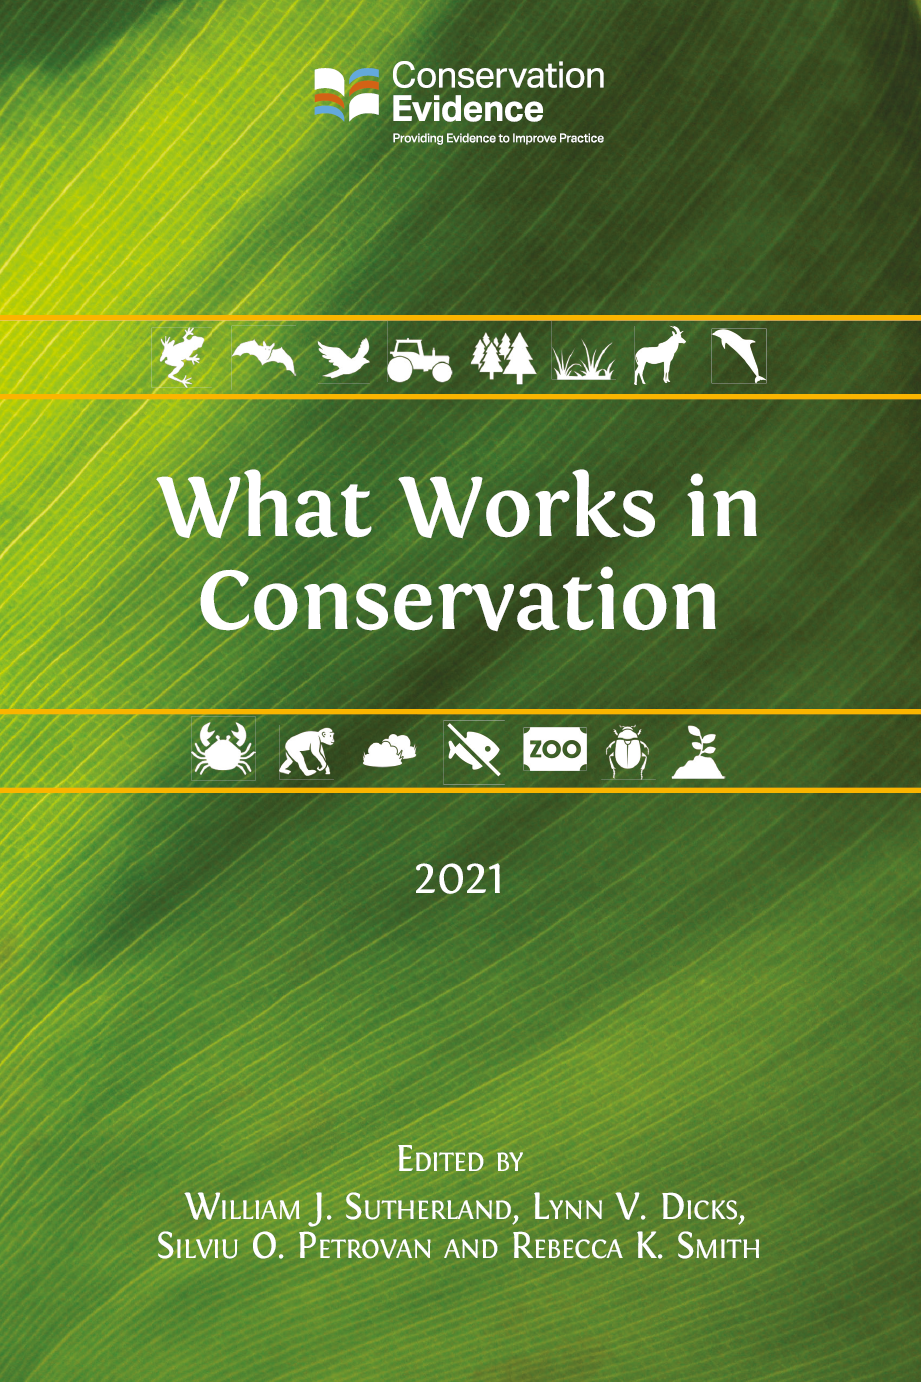 Conservation
Evidence
Providing Evidence to Improve Practice
What Works in
Conservation
ZOO
2021
Edited by
William J. Sutherland, Lynn V. Dicks,
Silviu O. Petrovan and Rebecca K. Smith